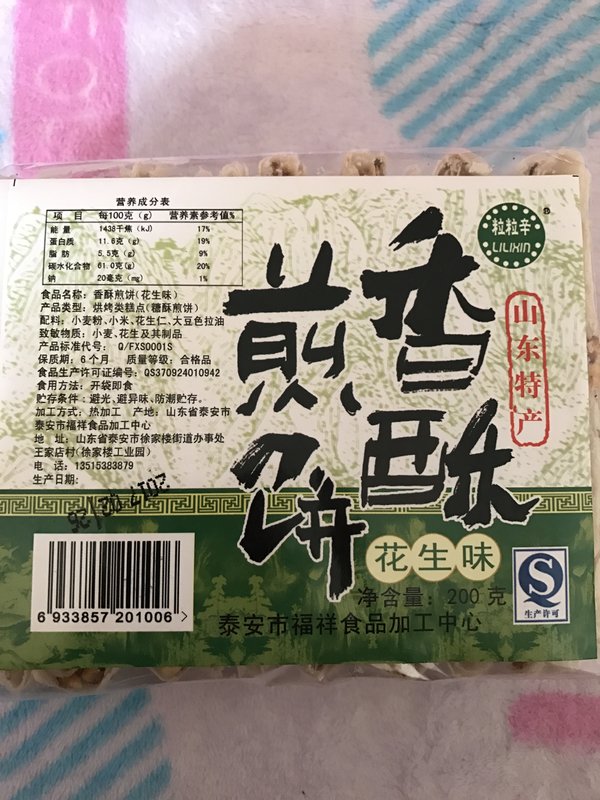 营养成分表
项 目 每100克（g） 营养素参考值%
能 量 1438千焦（kJ） 17%
蛋白质 11.6克（g） 19%
脂 肪 5.5克（g） 9%
碳水化合物 61.0克（g） 20%
钠 20毫克（mg） 1%
食品名称：香酥煎饼（花生味）
产品类型：烘烤类糕点（糖酥煎饼）
配料：小麦粉、小米、花生仁、大豆色拉油
致敏物质：小麦、花生及其制品
产品标准代号： Q/FXS0001S
保质期：6个月 质量等级：合格品
食品生产许可证编号：QS370924010942
食用方法：开袋即食
贮存条件：避光、避异味、防潮贮存。
加工方式：热加工 产地：山东省泰安市
泰安市福祥食品加工中心
地 址：山东省泰安市徐家楼街道办事处
王家店村（徐家楼工业园）
电 话：13515383879
生产日期：
6 933857 201006
香酥
煎饼
粒粒辛
LILIXIN
®
山东特产
花生味
净含量：200克
泰安市福祥食品加工中心
QS
生产许可